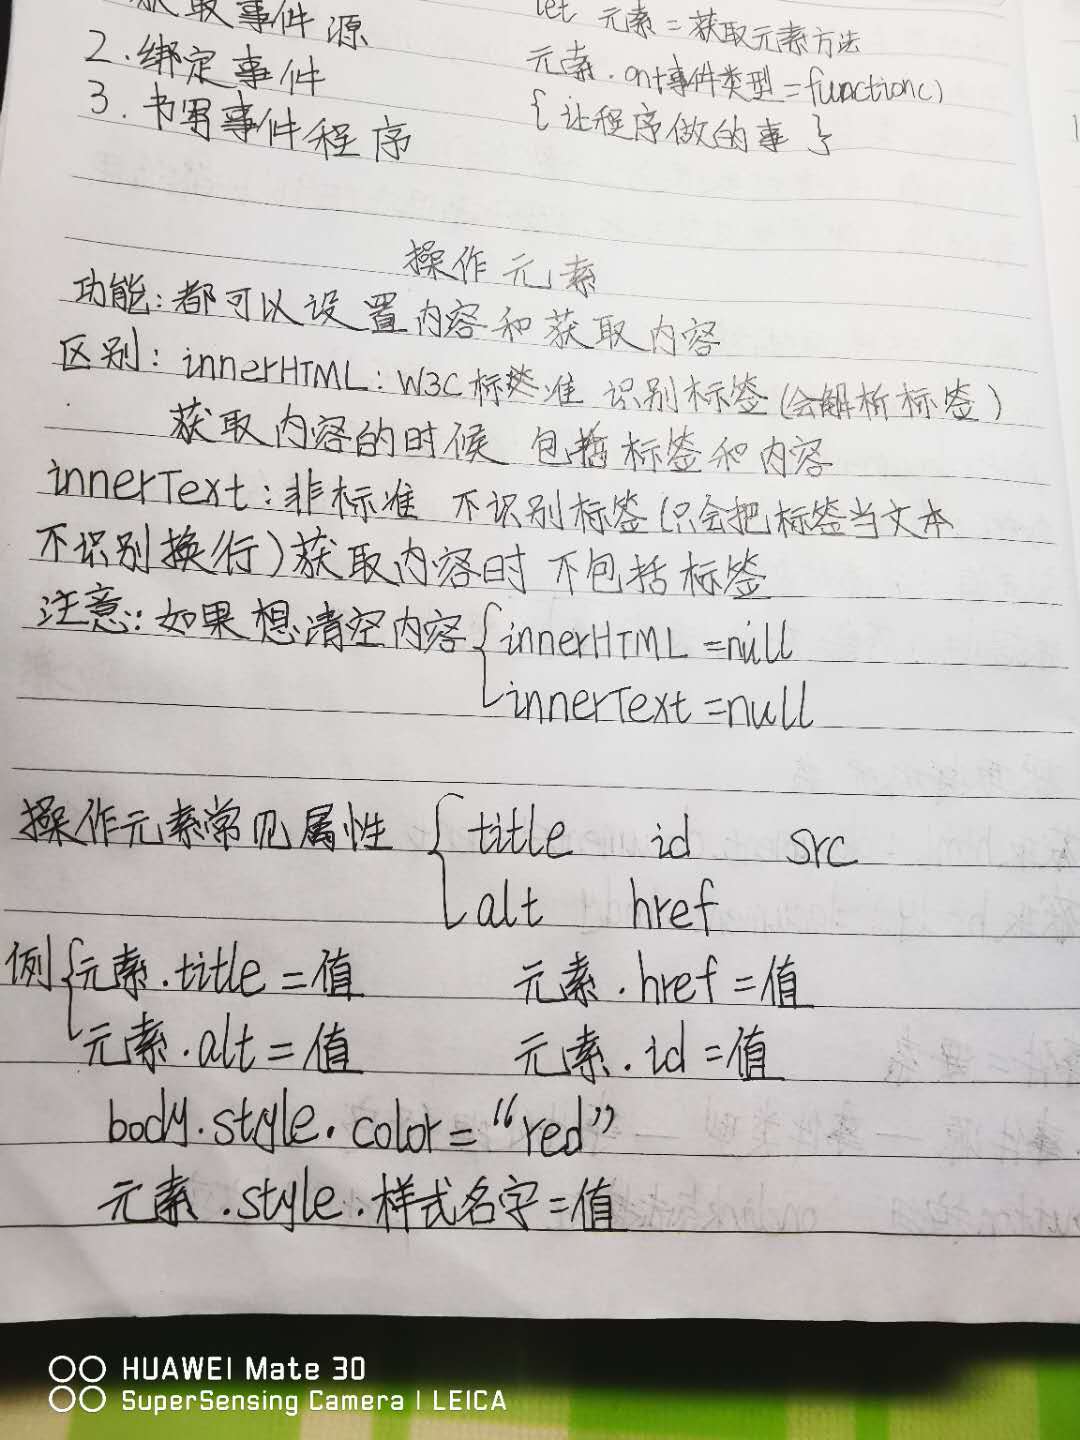 获取事件源
let 元素=获取元素方法
2.绑定事件
元素.on+事件类型=function()
3.书写事件程序
{让程序做的事}
操作元素
功能:都可以设置内容和获取内容
区别:innerHTML:W3C标准 识别标签(会解析标签)
获取内容的时候 包括标签和内容
innerText:非标准 不识别标签(只会把标签当文本
不识别换行)获取内容时 不包括标签
注意::如果想清空内容{innerHTML=null
innerText=null
操作元素常见属性{title id src
alt href
例{元素.title=值 元素.href=值
元素.alt=值 元素.id=值
body.style.color="red"
元素.style.样式名字=值
HUAWEI Mate 30
SuperSensing Camera | LEICA